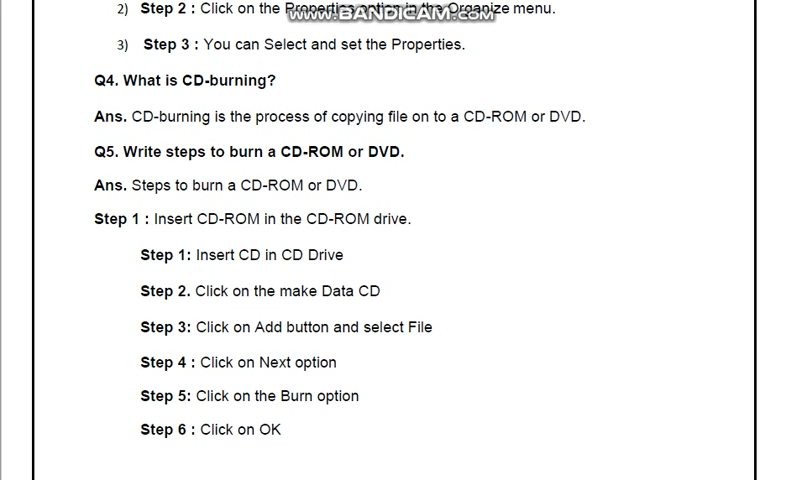 2) Step 2 : Click on the Properties option in the Organize menu.
www.BANDICAM.com
3) Step 3 : You can Select and set the Properties.
Q4. What is CD-burning?
Ans. CD-burning is the process of copying file on to a CD-ROM or DVD.
Q5. Write steps to burn a CD-ROM or DVD.
Ans. Steps to burn a CD-ROM or DVD.
Step 1 : Insert CD-ROM in the CD-ROM drive.
Step 1: Insert CD in CD Drive
Step 2. Click on the make Data CD
Step 3: Click on Add button and select File
Step 4 : Click on Next option
Step 5: Click on the Burn option
Step 6 : Click on OK